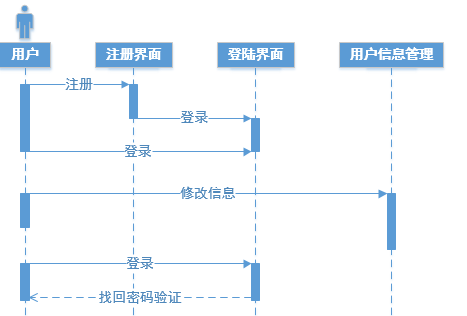 用户
注册界面
登陆界面
用户信息管理
注册
登录
登录
修改信息
登录
找回密码验证